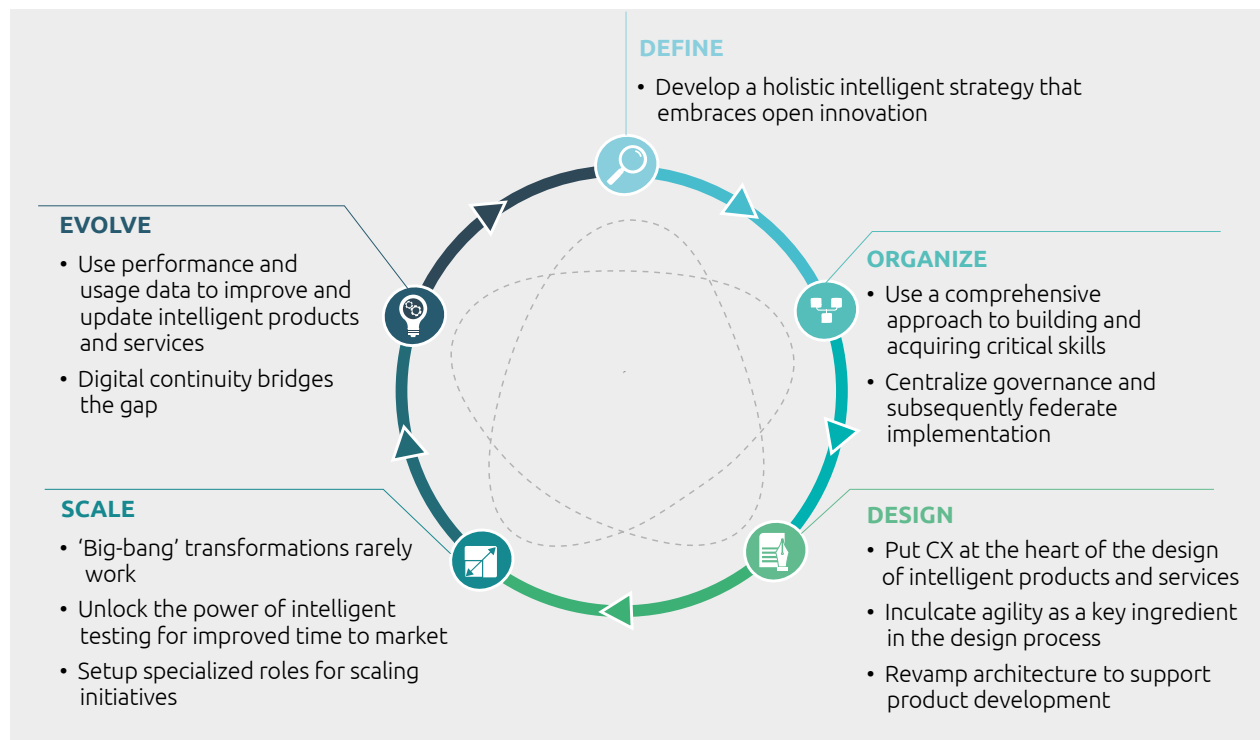 DEFINE
• Develop a holistic intelligent strategy that
embraces open innovation
ORGANIZE
• Use a comprehensive
approach to building and
acquiring critical skills
• Centralize governance and
subsequently federate
implementation
DESIGN
• Put CX at the heart of the design
of intelligent products and services
• Inculcate agility as a key ingredient
in the design process
• Revamp architecture to support
product development
SCALE
• ‘Big-bang’ transformations rarely
work
• Unlock the power of intelligent
testing for improved time to market
• Setup specialized roles for scaling
initiatives
EVOLVE
• Use performance and
usage data to improve and
update intelligent products
and services
• Digital continuity bridges
the gap